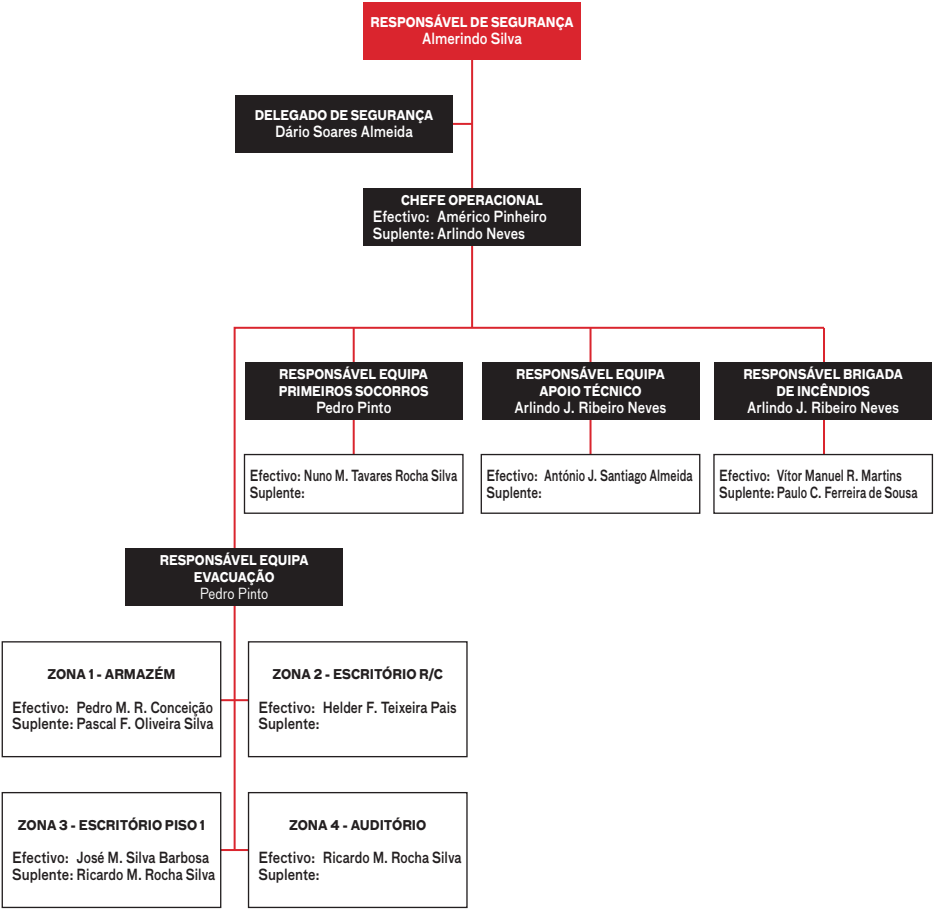 RESPONSÁVEL DE SEGURANÇA
Almerindo Silva
DELEGADO DE SEGURANÇA
Dário Soares Almeida
CHEFE OPERACIONAL
Efectivo: Américo Pinheiro
Suplente: Arlindo Neves
RESPONSÁVEL EQUIPA
PRIMEIROS SOCORROS
Pedro Pinto
Efectivo: Nuno M. Tavares Rocha Silva
Suplente:
RESPONSÁVEL EQUIPA
APOIO TÉCNICO
Arlindo J. Ribeiro Neves
Efectivo: António J. Santiago Almeida
Suplente:
RESPONSÁVEL BRIGADA
DE INCÊNDIOS
Arlindo J. Ribeiro Neves
Efectivo: Vítor Manuel R. Martins
Suplente: Paulo C. Ferreira de Sousa
RESPONSÁVEL EQUIPA
EVACUAÇÃO
Pedro Pinto
ZONA 1 - ARMAZÉM
Efectivo: Pedro M. R. Conceição
Suplente: Pascal F. Oliveira Silva
ZONA 2 - ESCRITÓRIO R/C
Efectivo: Helder F. Teixeira Pais
Suplente:
ZONA 3 - ESCRITÓRIO PISO 1
Efectivo: José M. Silva Barbosa
Suplente: Ricardo M. Rocha Silva
ZONA 4 - AUDITÓRIO
Efectivo: Ricardo M. Rocha Silva
Suplente: